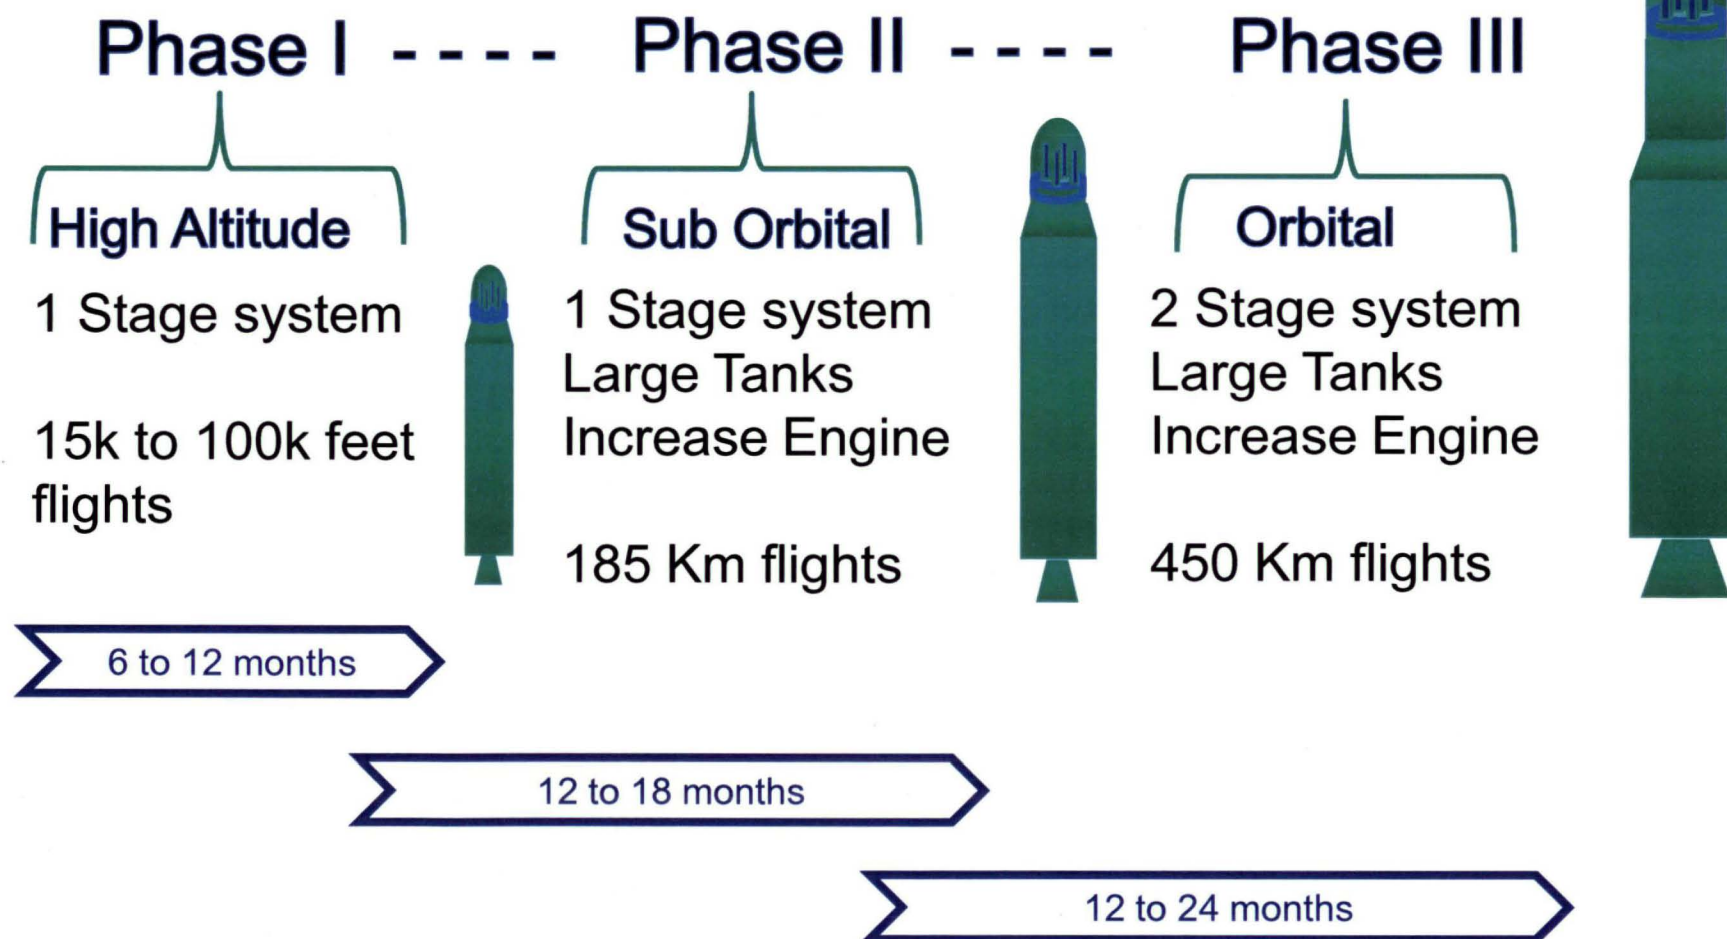 Phase I ---- Phase II ---- Phase III
High Altitude
1 Stage system
15k to 100k feet
flights
Sub Orbital
1 Stage system
Large Tanks
Increase Engine
185 Km flights
Orbital
2 Stage system
Large Tanks
Increase Engine
450 Km flights
6 to 12 months
12 to 18 months
12 to 24 months